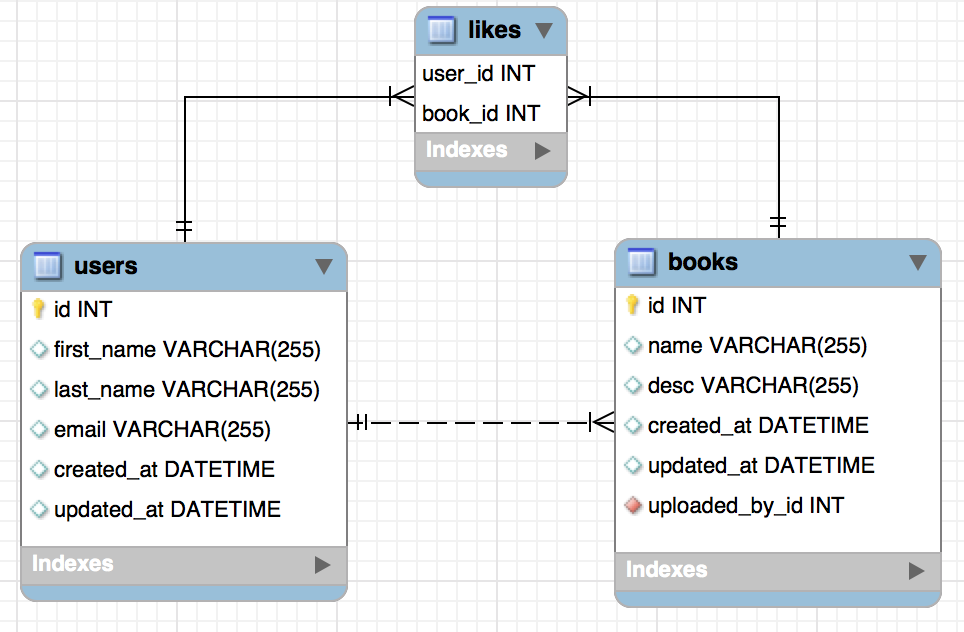 likes
user_id INT
book_id INT
Indexes
users
id INT
first_name VARCHAR(255)
last_name VARCHAR(255)
email VARCHAR(255)
created_at DATETIME
updated_at DATETIME
Indexes
books
id INT
name VARCHAR(255)
desc VARCHAR(255)
created_at DATETIME
updated_at DATETIME
uploaded_by_id INT
Indexes